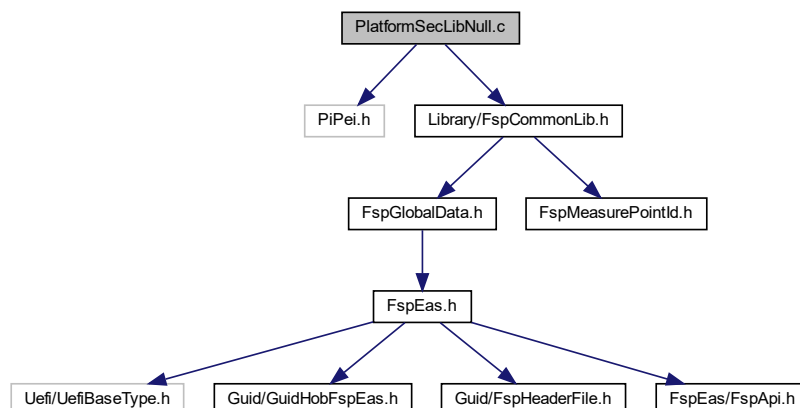 PlatformSecLibNull.c
PiPei.h
Library/FspCommonLib.h
FspGlobalData.h
FspMeasurePointId.h
FspEas.h
Uefi/UefiBaseType.h
Guid/GuidHobFspEas.h
Guid/FspHeaderFile.h
FspEas/FspApi.h